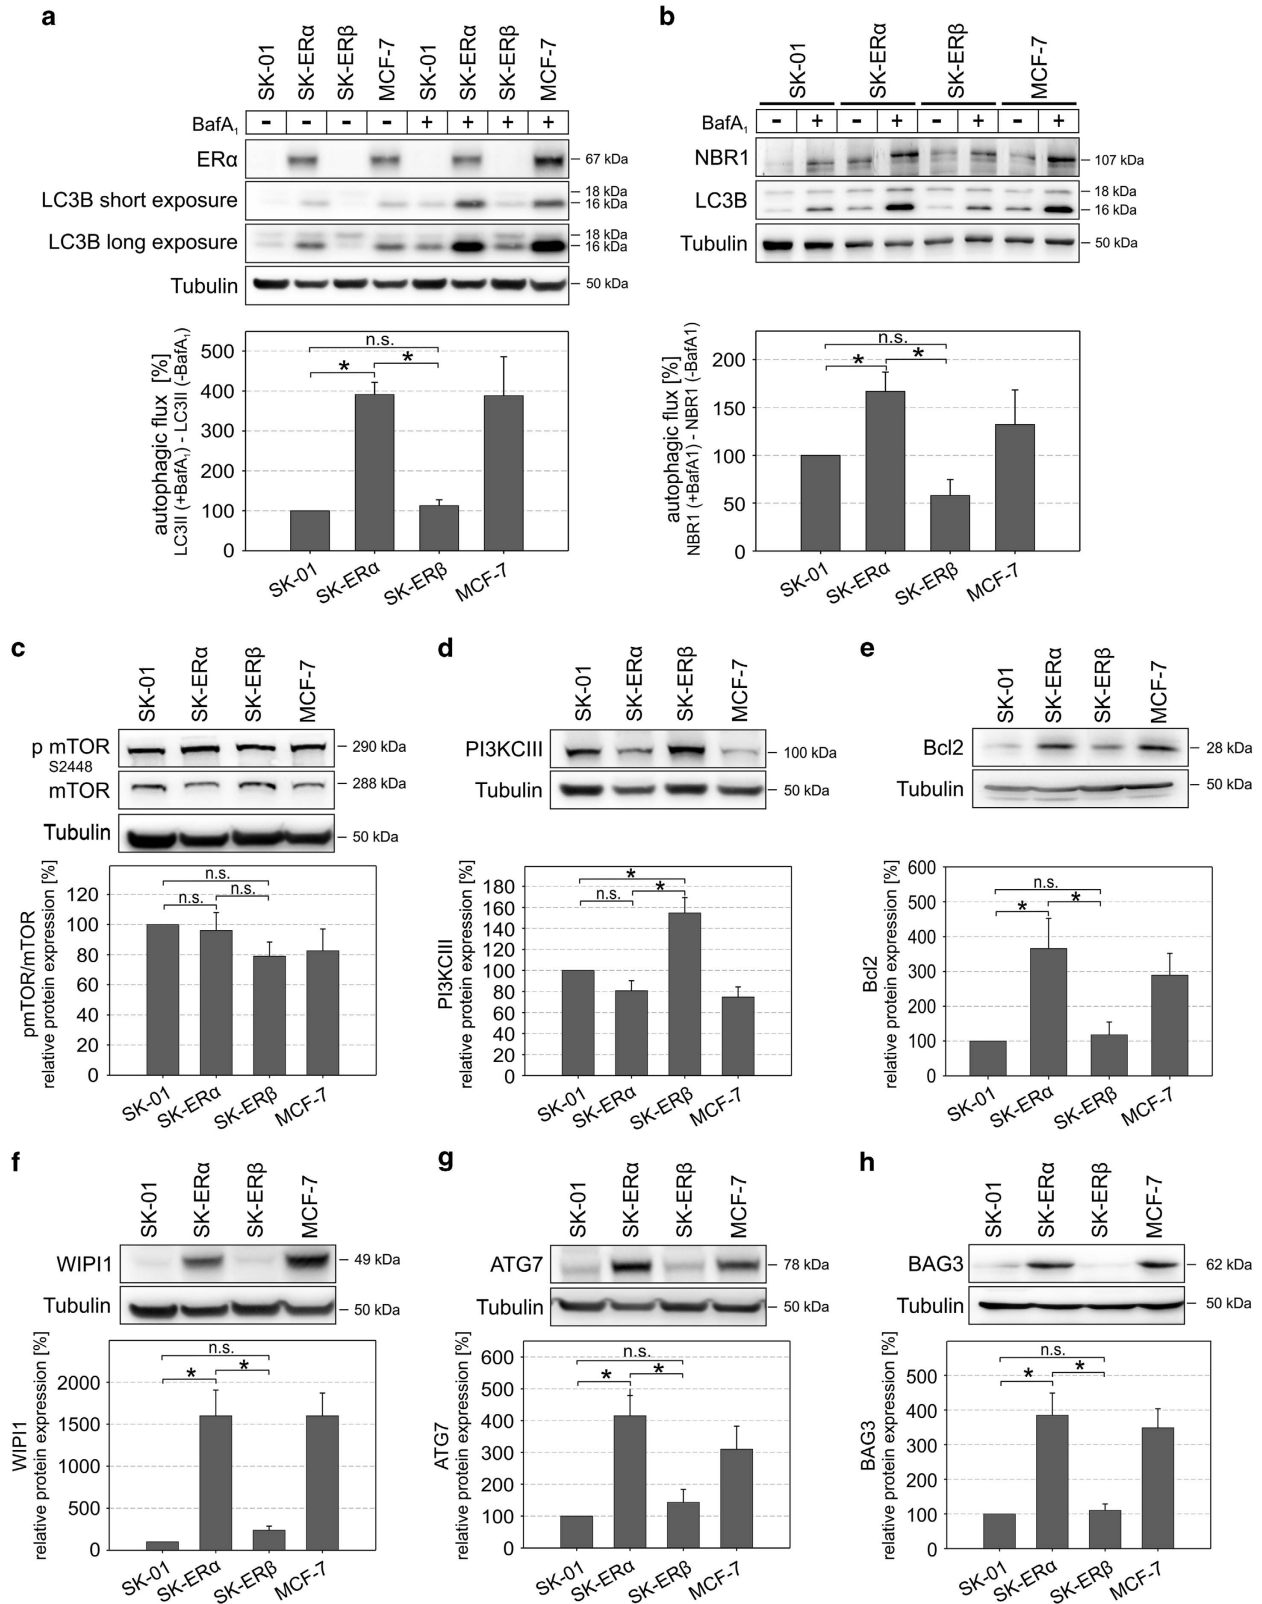 a
SK-01 SK-ERα SK-ERβ MCF-7 SK-01 SK-ERα SK-ERβ MCF-7
BafA₁ - - - - + + + +
ERα 67 kDa
LC3B short exposure 18 kDa 16 kDa
LC3B long exposure 18 kDa 16 kDa
Tubulin 50 kDa
autophagic flux [%]
LC3II (+BafA₁) - LC3II (-BafA₁)
500
400
300
200
100
0
n.s.
* *
SK-01 SK-ERα SK-ERβ MCF-7
b
SK-01 SK-ERα SK-ERβ MCF-7
BafA₁ - + - + - + - +
NBR1 107 kDa
LC3B 18 kDa 16 kDa
Tubulin 50 kDa
autophagic flux [%]
NBR1 (+BafA1) - NBR1 (-BafA1)
200
150
100
50
0
n.s.
* *
SK-01 SK-ERα SK-ERβ MCF-7
c
SK-01 SK-ERα SK-ERβ MCF-7
p mTOR 290 kDa
S2448
mTOR 288 kDa
Tubulin 50 kDa
pmTOR/mTOR
relative protein expression [%]
120
100
80
60
40
20
0
n.s.
n.s. n.s.
SK-01 SK-ERα SK-ERβ MCF-7
d
SK-01 SK-ERα SK-ERβ MCF-7
PI3KCIII 100 kDa
Tubulin 50 kDa
PI3KCIII
relative protein expression [%]
180
160
140
120
100
80
60
40
20
0
*
n.s. *
SK-01 SK-ERα SK-ERβ MCF-7
e
SK-01 SK-ERα SK-ERβ MCF-7
Bcl2 28 kDa
Tubulin 50 kDa
Bcl2
relative protein expression [%]
600
500
400
300
200
100
0
n.s.
* *
SK-01 SK-ERα SK-ERβ MCF-7
f
SK-01 SK-ERα SK-ERβ MCF-7
WIPI1 49 kDa
Tubulin 50 kDa
WIPI1
relative protein expression [%]
2000
1500
1000
500
0
n.s.
* *
SK-01 SK-ERα SK-ERβ MCF-7
g
SK-01 SK-ERα SK-ERβ MCF-7
ATG7 78 kDa
Tubulin 50 kDa
ATG7
relative protein expression [%]
600
500
400
300
200
100
0
n.s.
* *
SK-01 SK-ERα SK-ERβ MCF-7
h
SK-01 SK-ERα SK-ERβ MCF-7
BAG3 62 kDa
Tubulin 50 kDa
BAG3
relative protein expression [%]
500
400
300
200
100
0
n.s.
* *
SK-01 SK-ERα SK-ERβ MCF-7